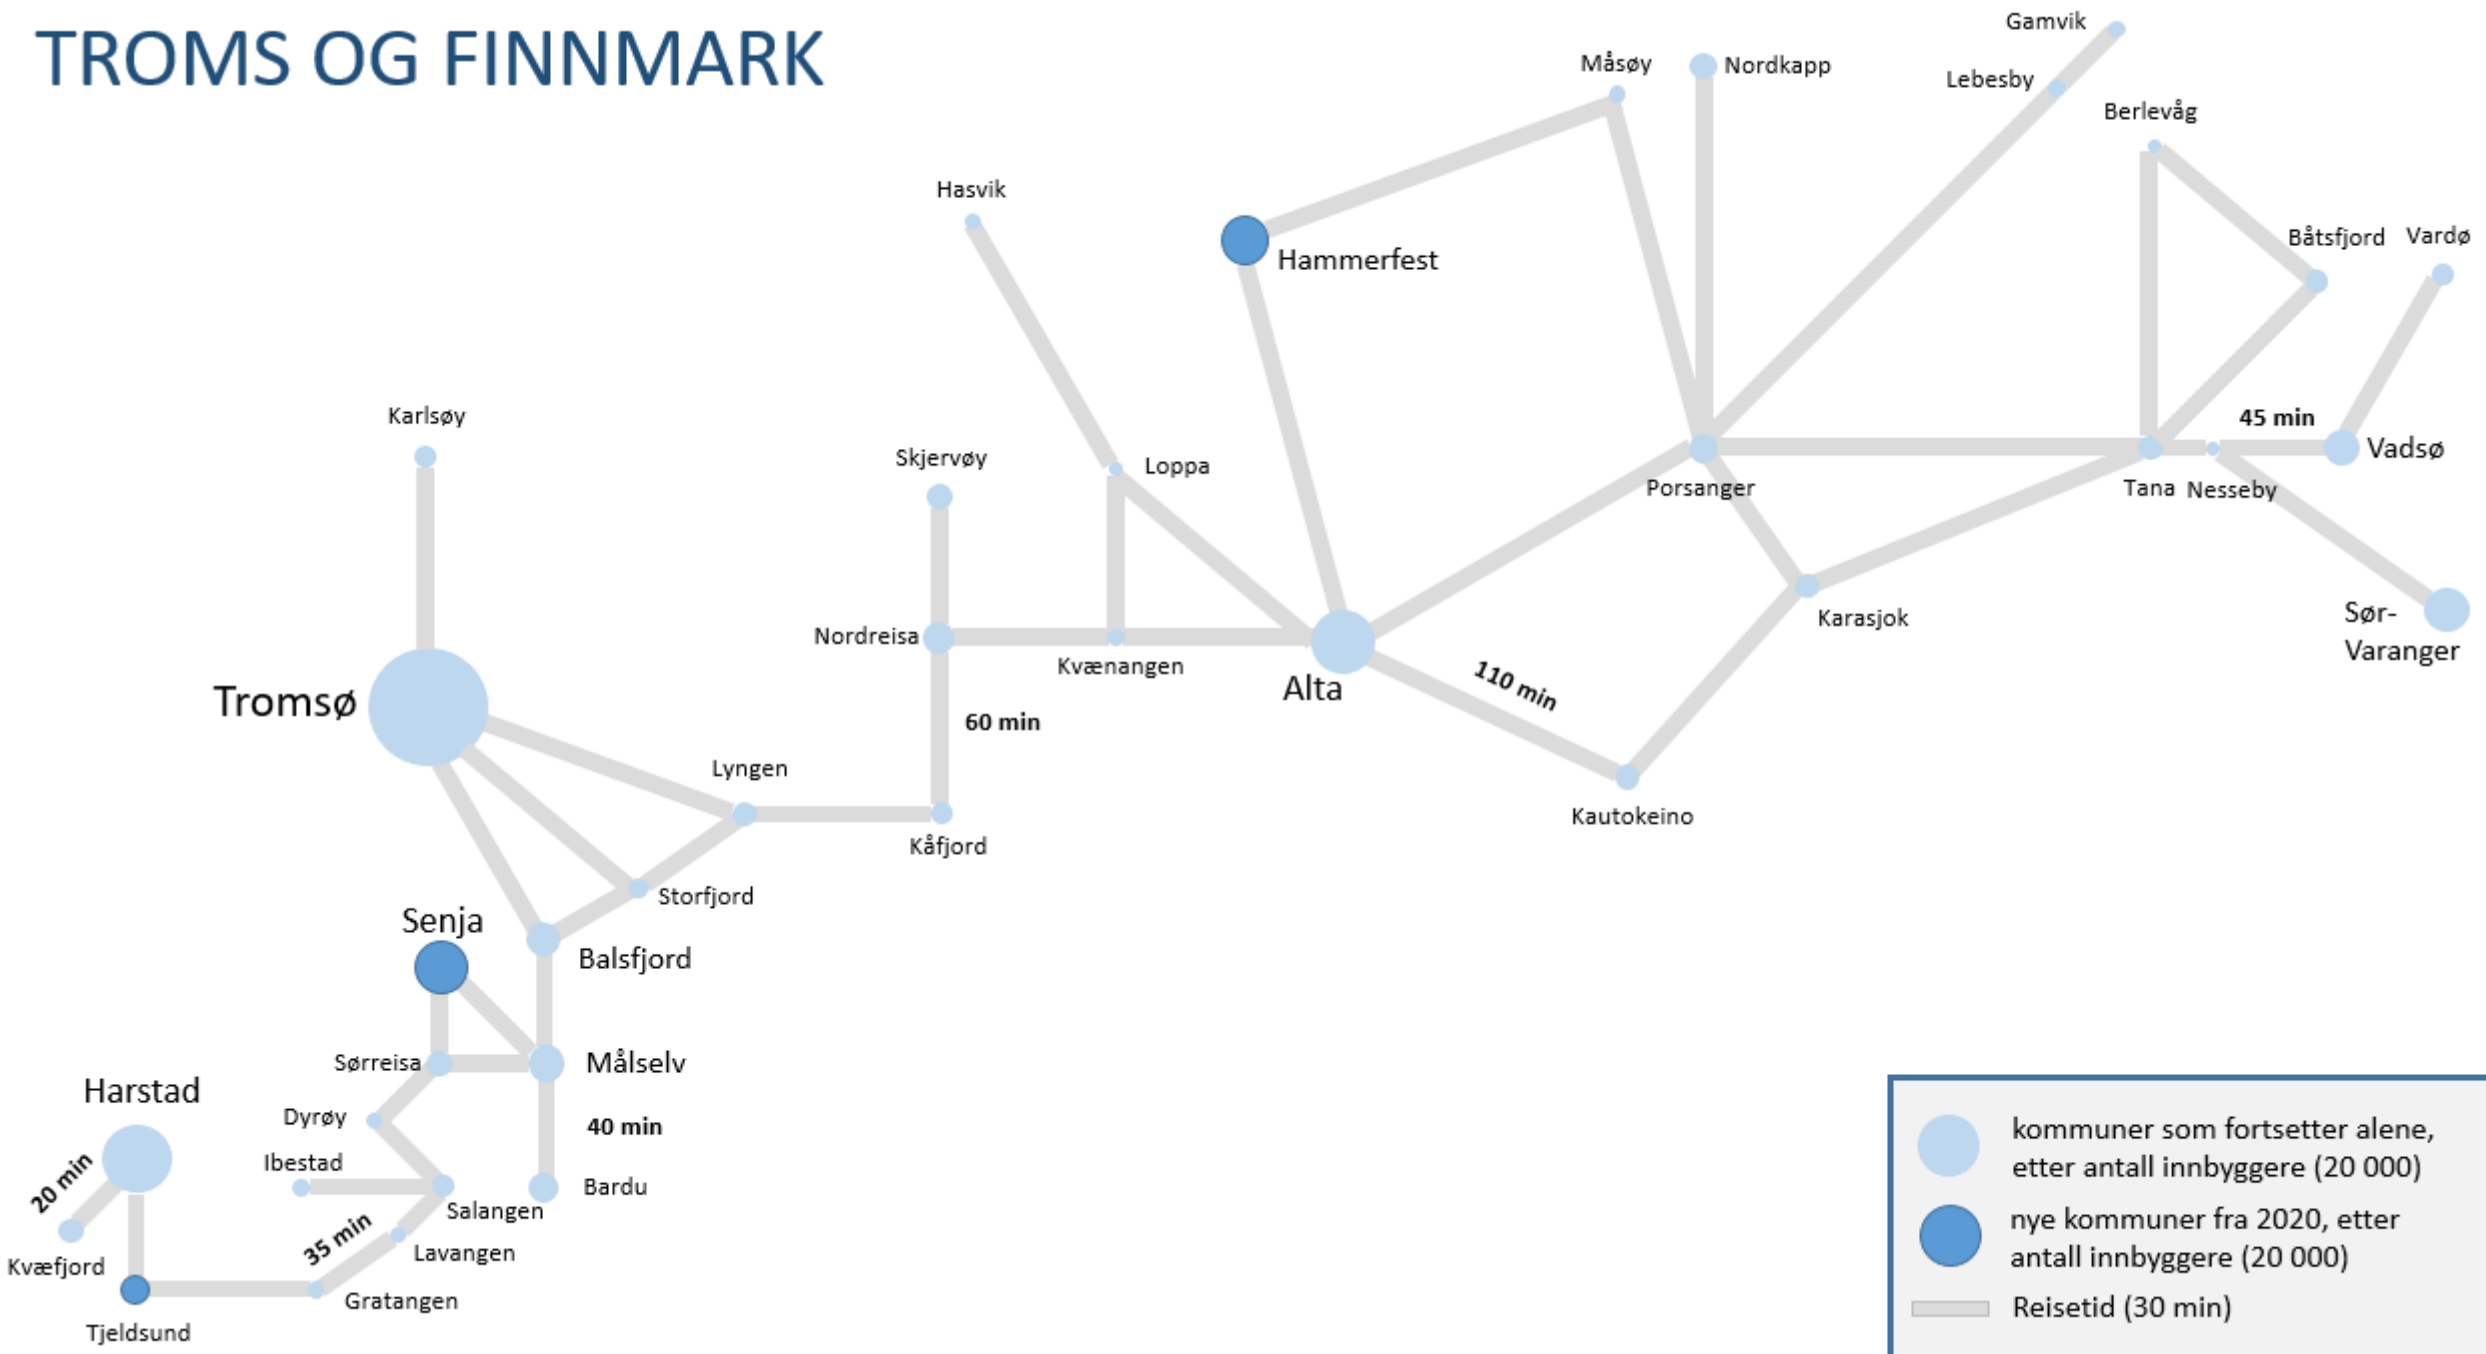 TROMS OG FINNMARK
Gamvik
Måsøy
Nordkapp
Lebesby
Berlevåg
Hasvik
Hammerfest
Båtsfjord
Vardø
Karlsøy
45 min
Skjervøy
Loppa
Vadsø
Porsanger
Tana
Nesseby
Nordreisa
Kvænangen
Alta
110 min
Karasjok
Sør-
Varanger
Tromsø
60 min
Lyngen
Kåfjord
Kautokeino
Storfjord
Senja
Balsfjord
Sørreisa
Målselv
Harstad
Dyrøy
40 min
Ibestad
20 min
Bardu
Salangen
35 min
Lavangen
Kvæfjord
Gratangen
Tjeldsund
kommuner som fortsetter alene,
etter antall innbyggere (20 000)
nye kommuner fra 2020, etter
antall innbyggere (20 000)
Reisetid (30 min)